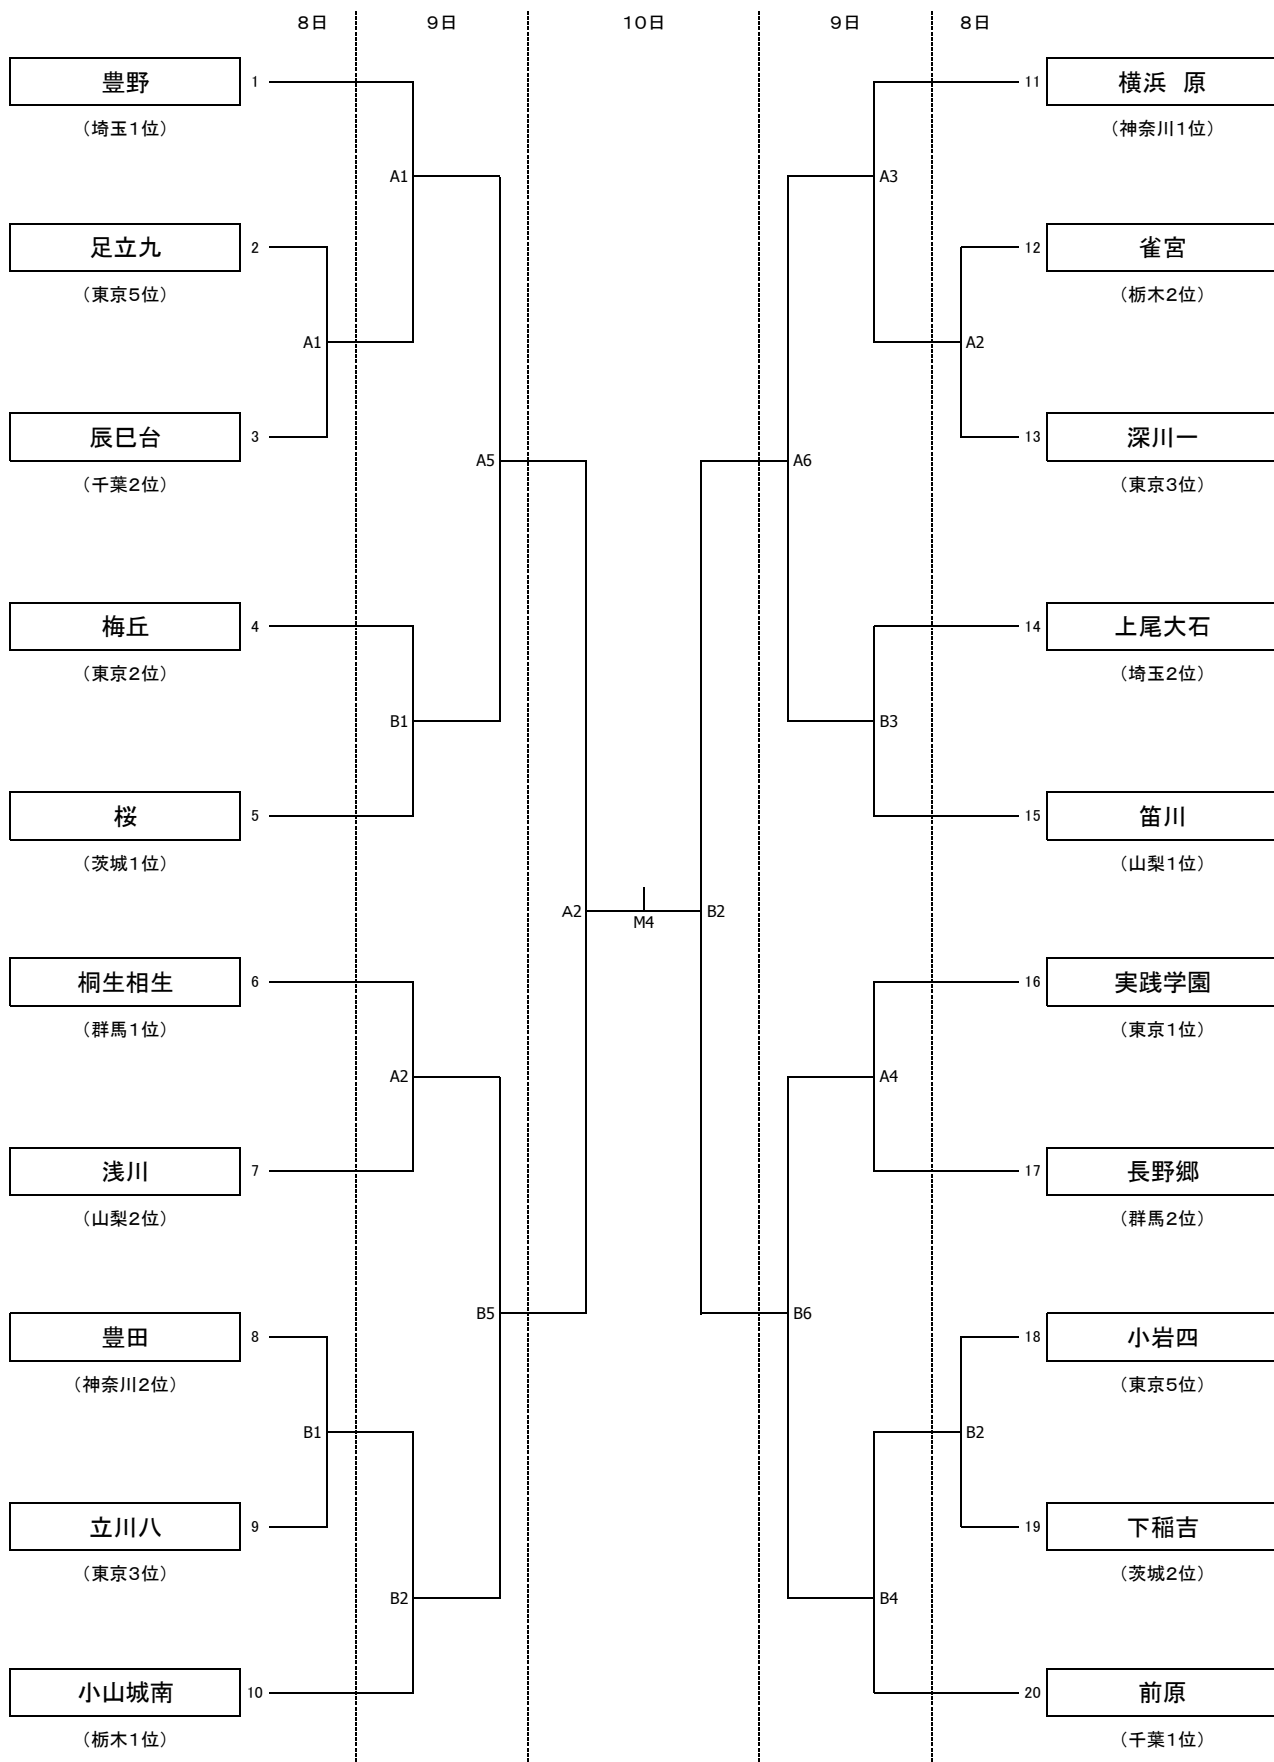 8日 9日 10日 9日 8日
豊野 1
（埼玉1位）
A1
足立九 2
（東京5位）
A1
辰巳台 3
（千葉2位）
A5
梅丘 4
（東京2位）
B1
桜 5
（茨城1位）
A2
桐生相生 6
（群馬1位）
A2
浅川 7
（山梨2位）
B5
豊田 8
（神奈川2位）
B1
立川八 9
（東京3位）
B2
小山城南 10
（栃木1位）
M4
11 横浜 原
（神奈川1位）
A3
12 雀宮
（栃木2位）
A2
13 深川一
（東京3位）
A6
14 上尾大石
（埼玉2位）
B3
15 笛川
（山梨1位）
B2
16 実践学園
（東京1位）
A4
17 長野郷
（群馬2位）
B6
18 小岩四
（東京5位）
B2
19 下稲吉
（茨城2位）
B4
20 前原
（千葉1位）